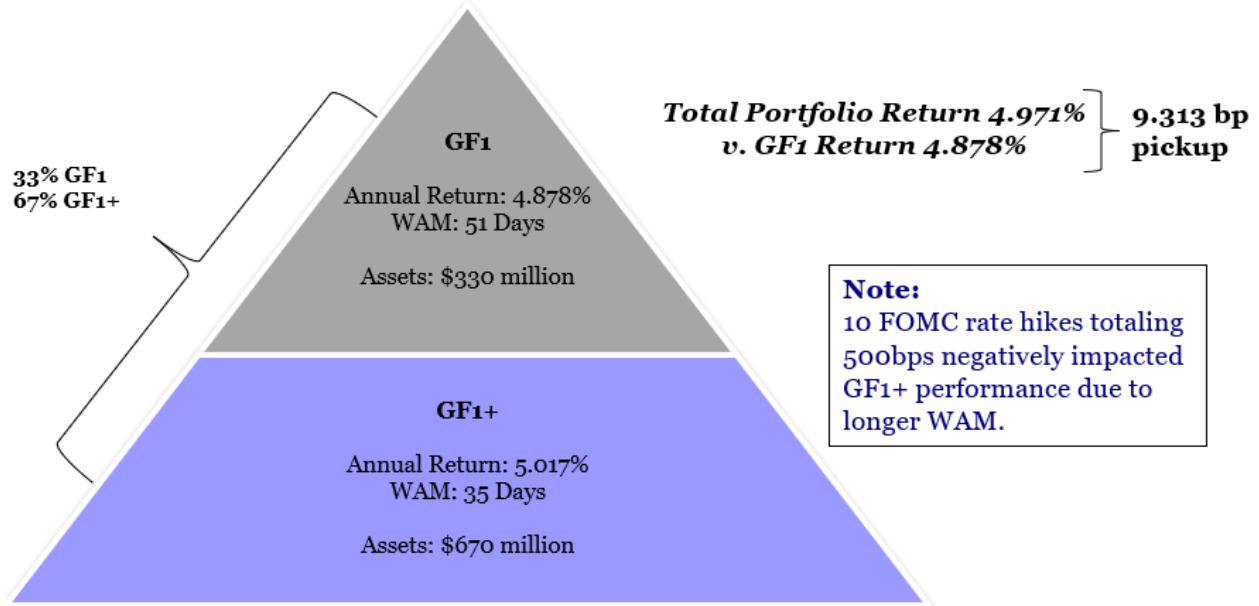 Total Portfolio Return 4.971%
v. GF1 Return 4.878%
9.313 bp
pickup
33% GF1
67% GF1+
GF1
Annual Return: 4.878%
WAM: 51 Days
Assets: $330 million
Note:
10 FOMC rate hikes totaling
500bps negatively impacted
GF1+ performance due to
longer WAM.
GF1+
Annual Return: 5.017%
WAM: 35 Days
Assets: $670 million